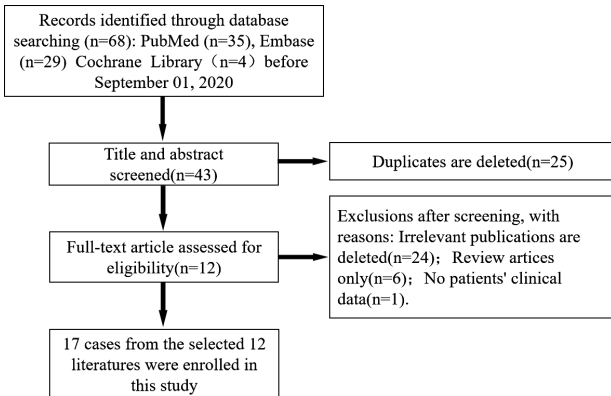 Records identified through database
searching (n=68): PubMed (n=35), Embase
(n=29) Cochrane Library（n=4）before
September 01, 2020
Title and abstract
screened(n=43)
Duplicates are deleted(n=25)
Full-text article assessed for
eligibility(n=12)
Exclusions after screening, with
reasons: Irrelevant publications are
deleted(n=24)；Review artices
only(n=6)；No patients' clinical
data(n=1).
17 cases from the selected 12
literatures were enrolled in
this study